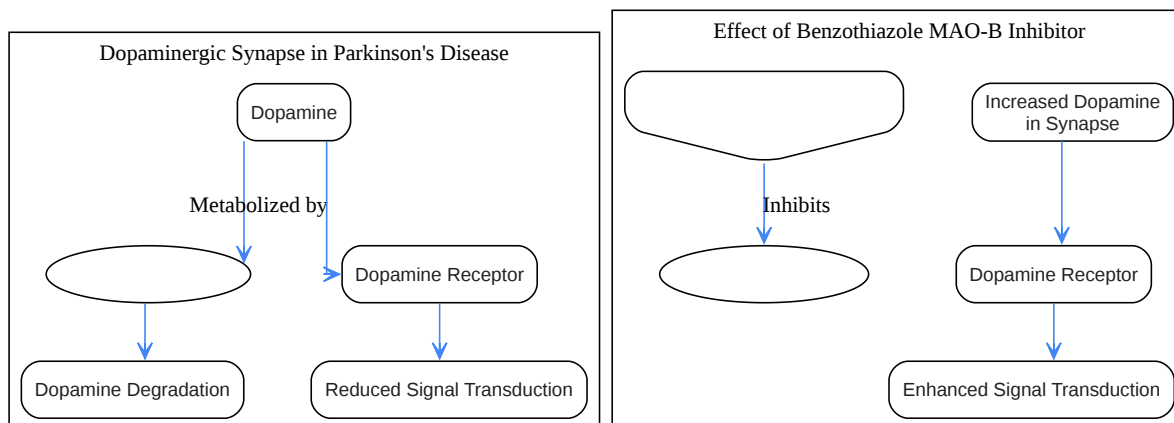 Dopaminergic Synapse in Parkinson's Disease
Dopamine
Metabolized by
Dopamine Receptor
Dopamine Degradation
Reduced Signal Transduction
Effect of Benzothiazole MAO-B Inhibitor
Increased Dopamine
in Synapse
Inhibits
Dopamine Receptor
Enhanced Signal Transduction